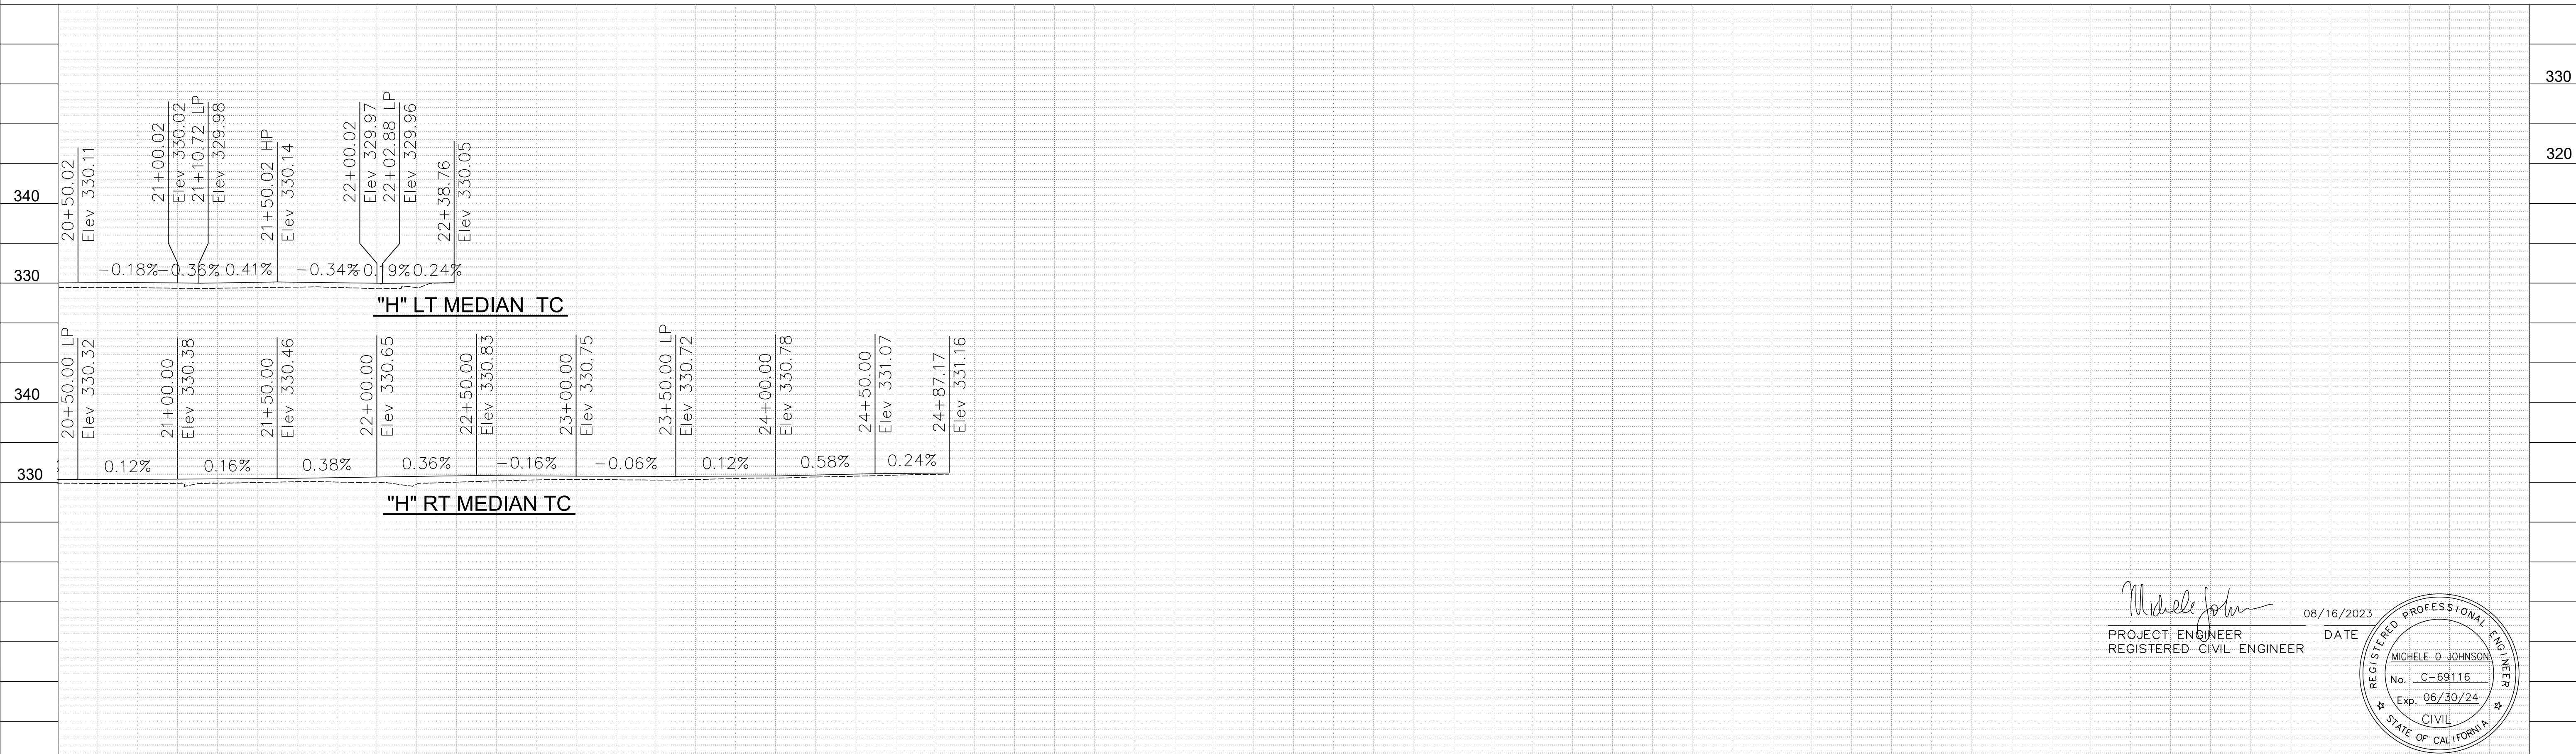 330
320
340
330
340
330
20+50.02
Elev 330.11
21+00.02
Elev 330.02
21+10.72 LP
Elev 329.98
21+50.02 HP
Elev 330.14
22+00.02
Elev 329.97
22+02.88 LP
Elev 329.96
22+38.76
Elev 330.05
-0.18% -0.36% 0.41% -0.34% -0.19% 0.24%
"H" LT MEDIAN TC
20+50.00 LP
Elev 330.32
21+00.00
Elev 330.38
21+50.00
Elev 330.46
22+00.00
Elev 330.65
22+50.00
Elev 330.83
23+00.00
Elev 330.75
23+50.00 LP
Elev 330.72
24+00.00
Elev 330.78
24+50.00
Elev 331.07
24+87.17
Elev 331.16
0.12% 0.16% 0.38% 0.36% -0.16% -0.06% 0.12% 0.58% 0.24%
"H" RT MEDIAN TC
Michele John
08/16/2023
PROJECT ENGINEER DATE
REGISTERED CIVIL ENGINEER
REGISTERED PROFESSIONAL ENGINEER
MICHELE O JOHNSON
No. C-69116
Exp. 06/30/24
CIVIL
STATE OF CALIFORNIA